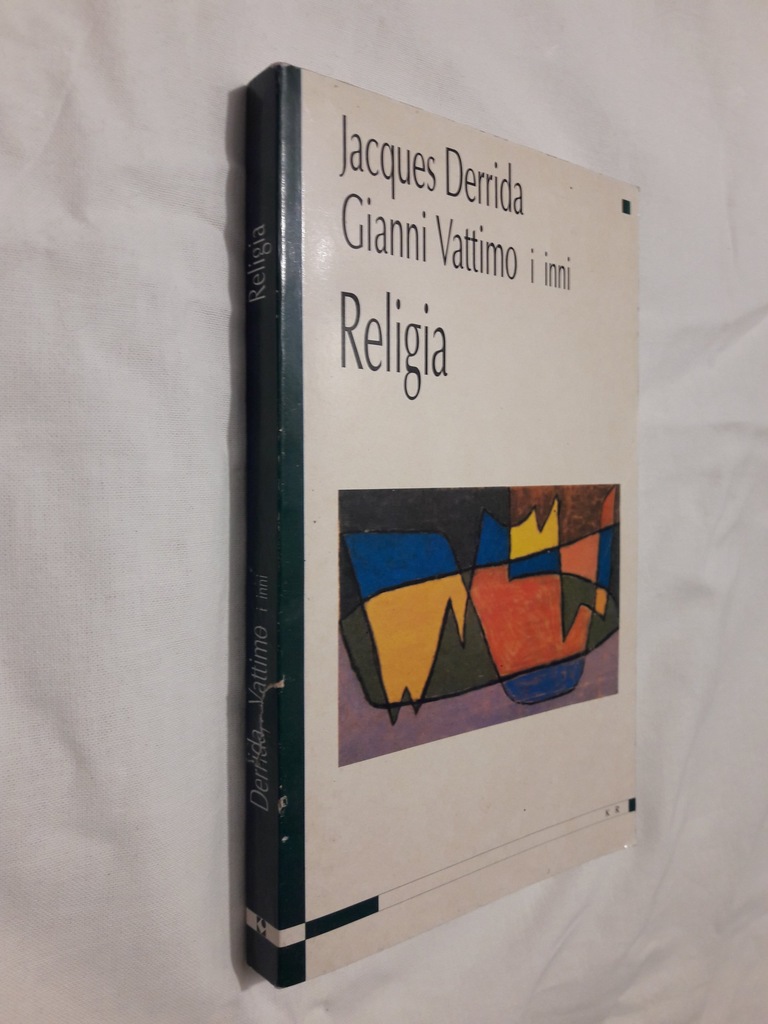 Jacques Derrida
Gianni Vattimo i inni
Religia
K R
Derrida, Vattimo i inni Religia